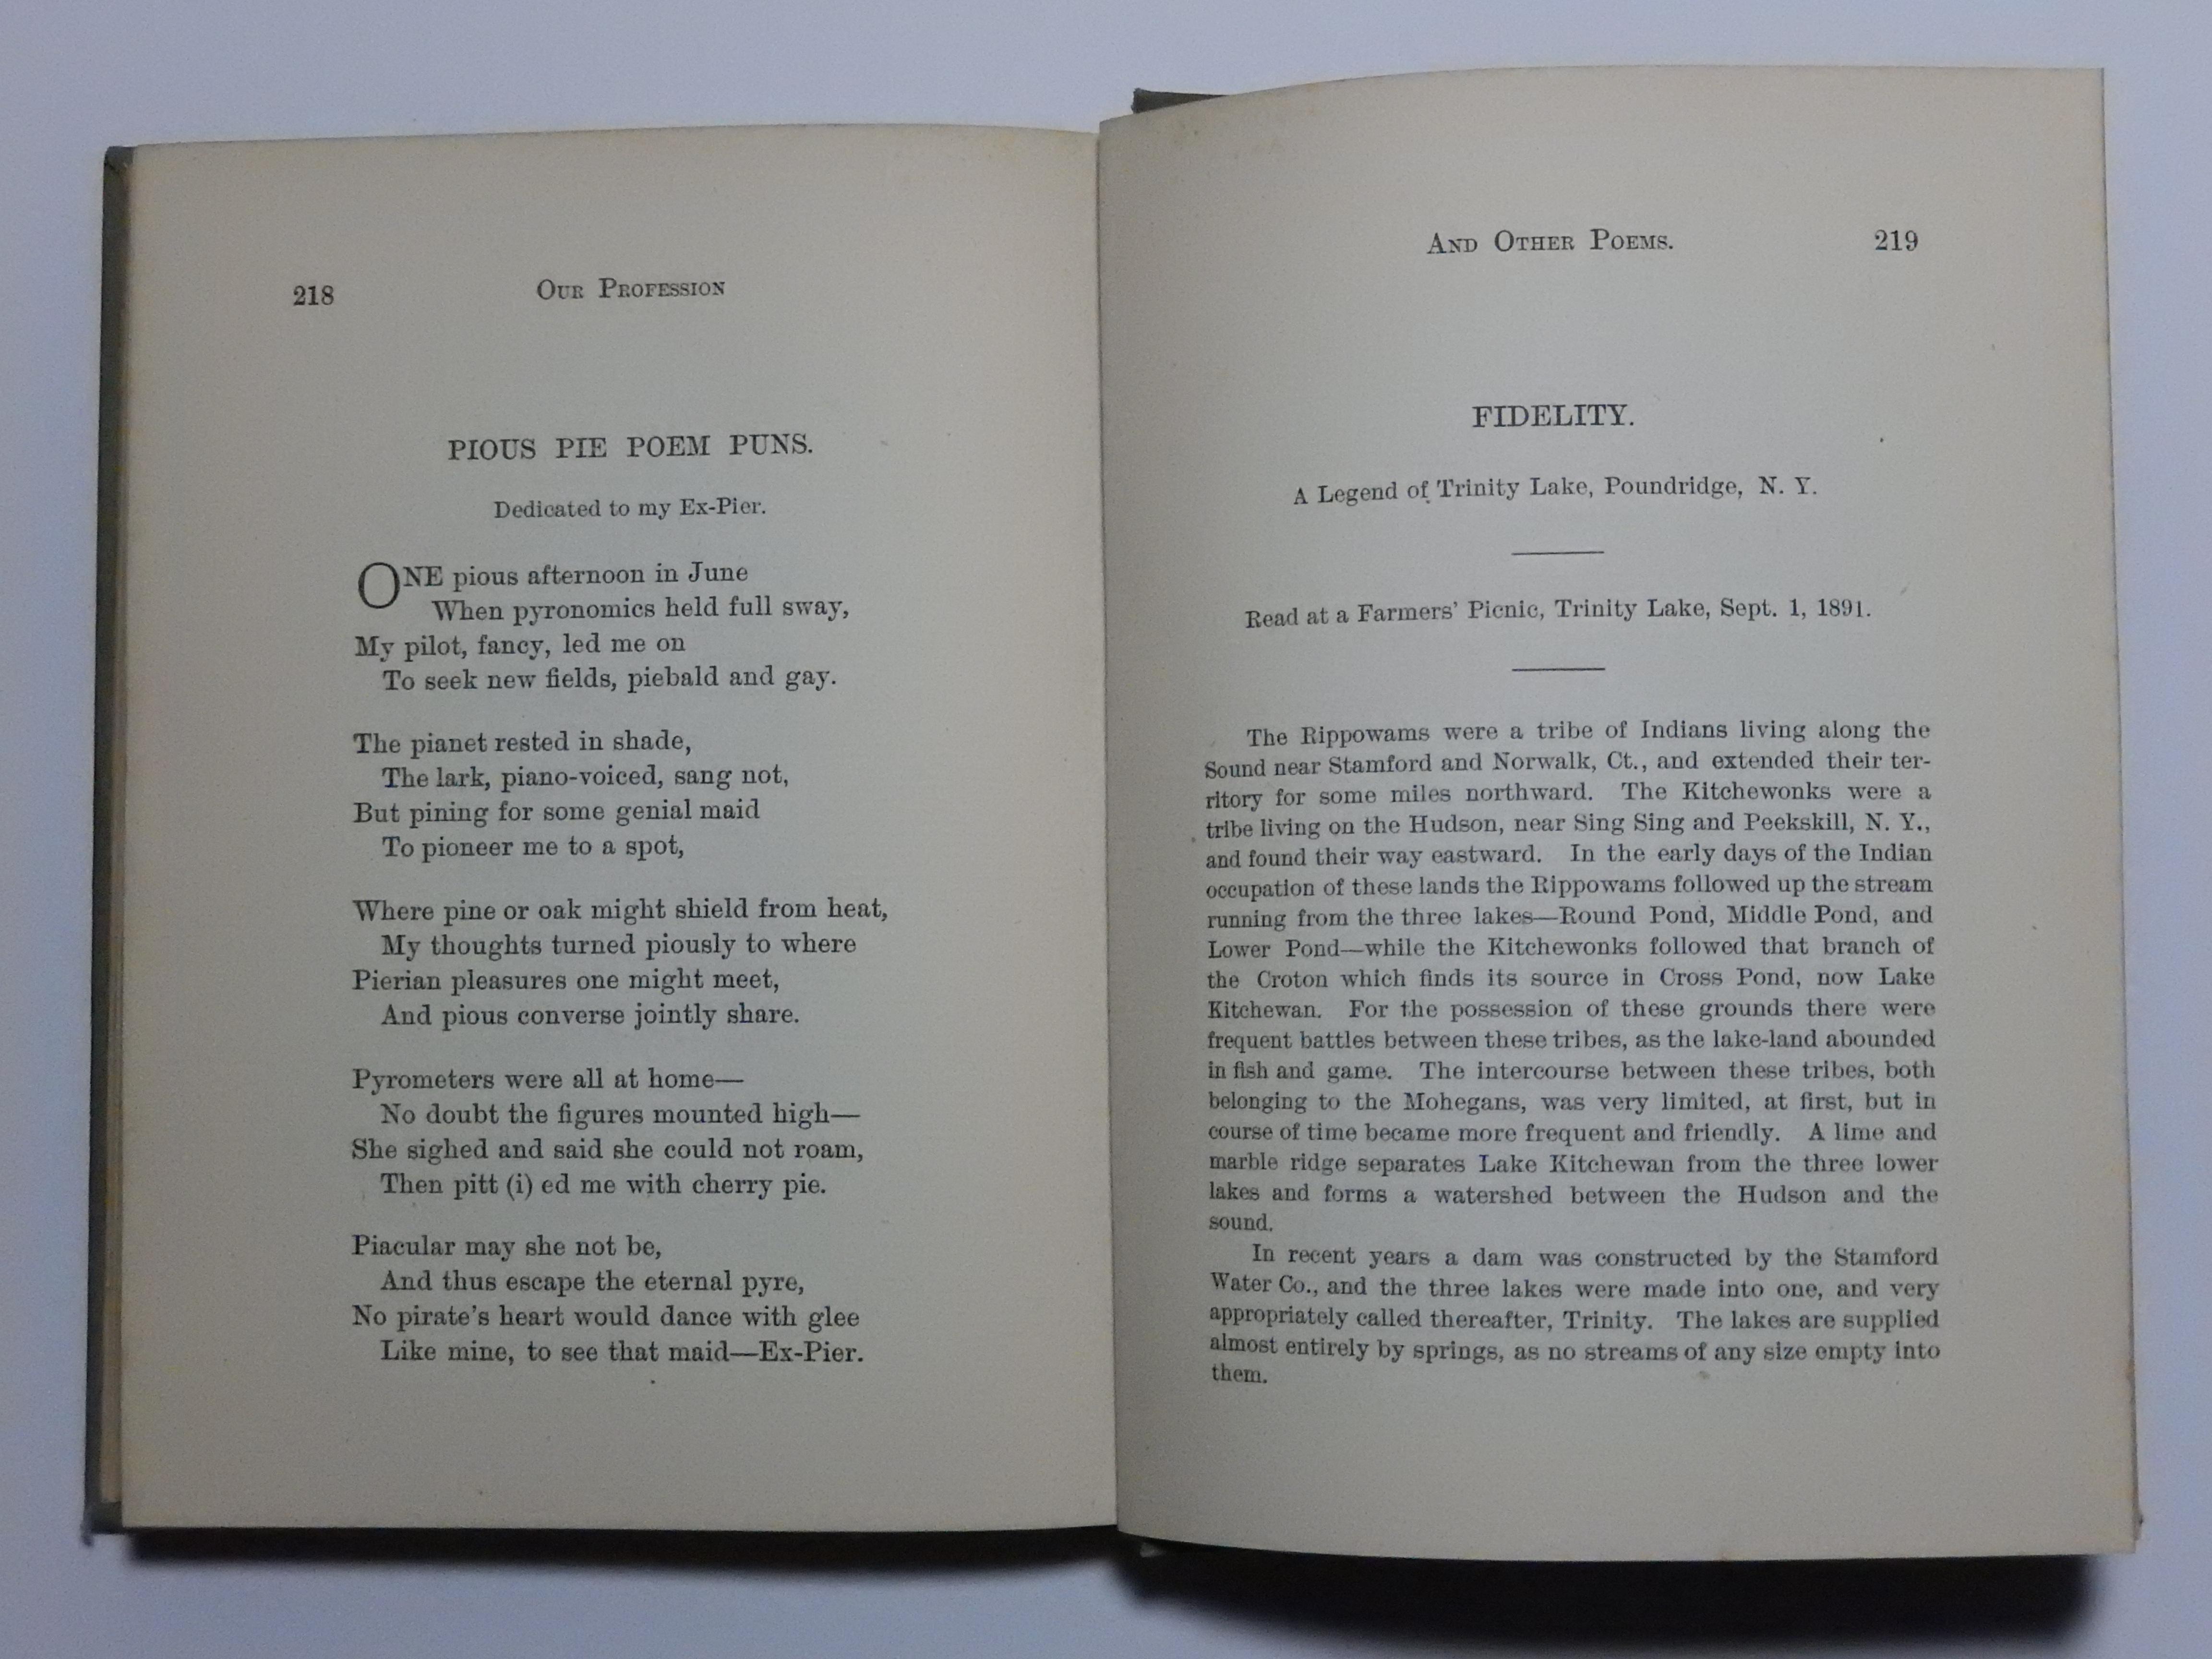 218 OUR PROFESSION
PIOUS PIE POEM PUNS.
Dedicated to my Ex-Pier.
ONE pious afternoon in June
When pyronomics held full sway,
My pilot, fancy, led me on
To seek new fields, piebald and gay.
The pianet rested in shade,
The lark, piano-voiced, sang not,
But pining for some genial maid
To pioneer me to a spot,
Where pine or oak might shield from heat,
My thoughts turned piously to where
Pierian pleasures one might meet,
And pious converse jointly share.
Pyrometers were all at home—
No doubt the figures mounted high—
She sighed and said she could not roam,
Then pitt (i) ed me with cherry pie.
Piacular may she not be,
And thus escape the eternal pyre,
No pirate's heart would dance with glee
Like mine, to see that maid—Ex-Pier.
AND OTHER POEMS. 219
FIDELITY.
A Legend of Trinity Lake, Poundridge, N. Y.
Read at a Farmers' Picnic, Trinity Lake, Sept. 1, 1891.
The Rippowams were a tribe of Indians living along the
Sound near Stamford and Norwalk, Ct., and extended their ter-
ritory for some miles northward. The Kitchewonks were a
tribe living on the Hudson, near Sing Sing and Peekskill, N. Y.,
and found their way eastward. In the early days of the Indian
occupation of these lands the Rippowams followed up the stream
running from the three lakes—Round Pond, Middle Pond, and
Lower Pond—while the Kitchewonks followed that branch of
the Croton which finds its source in Cross Pond, now Lake
Kitchewan. For the possession of these grounds there were
frequent battles between these tribes, as the lake-land abounded
in fish and game. The intercourse between these tribes, both
belonging to the Mohegans, was very limited, at first, but in
course of time became more frequent and friendly. A lime and
marble ridge separates Lake Kitchewan from the three lower
lakes and forms a watershed between the Hudson and the
sound.
In recent years a dam was constructed by the Stamford
Water Co., and the three lakes were made into one, and very
appropriately called thereafter, Trinity. The lakes are supplied
almost entirely by springs, as no streams of any size empty into
them.